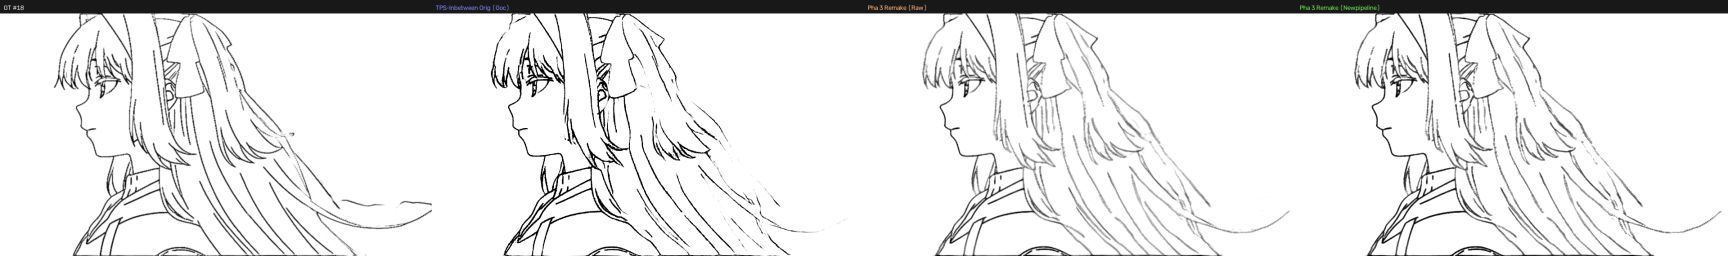 GT #18
TPS-Inbetween Orig (Doc)
Pha 3 Remake (Raw)
Pha 3 Remake (Newpipeline)